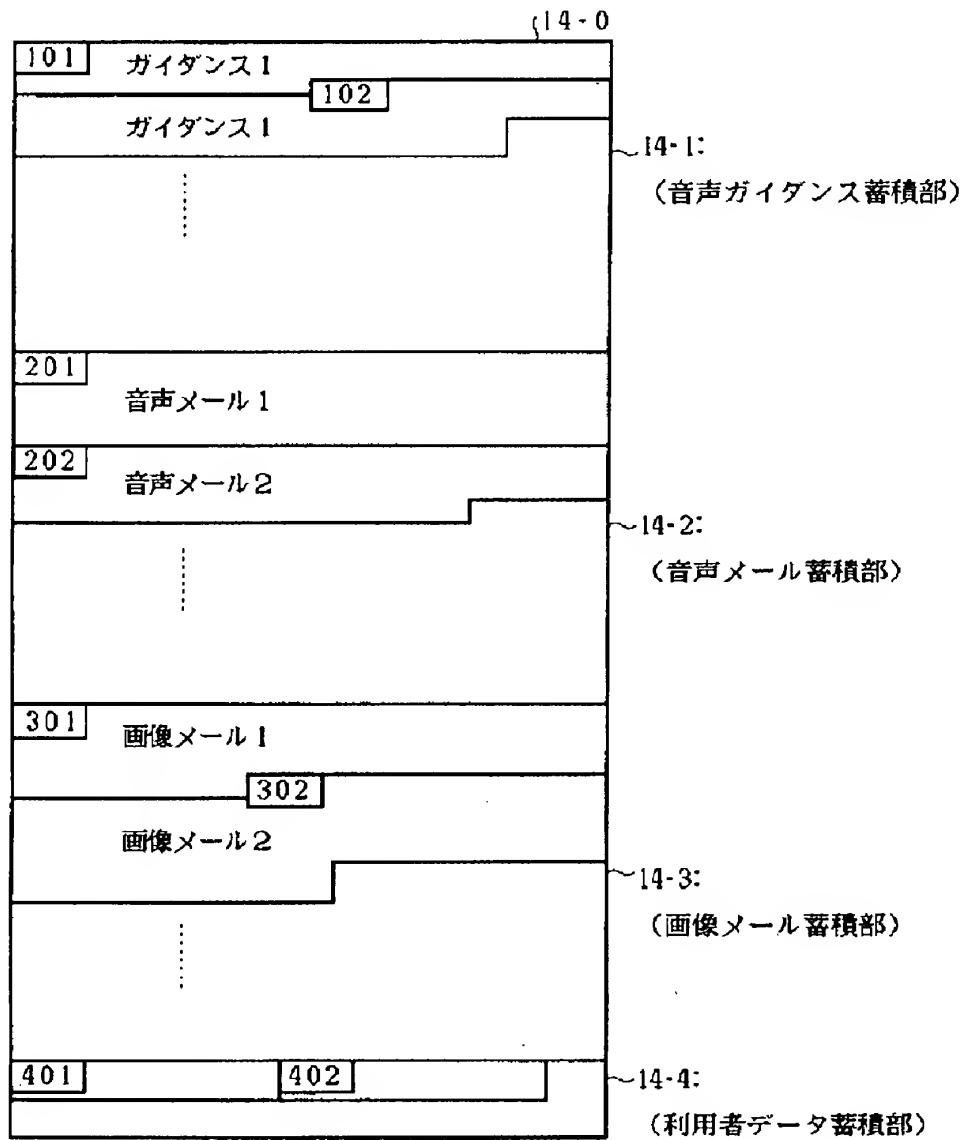 14-0
101 ガイダンス1
102
ガイダンス1
14-1:
(音声ガイダンス蓄積部)
201
音声メール1
202
音声メール2
14-2:
(音声メール蓄積部)
301
画像メール1
302
画像メール2
14-3:
(画像メール蓄積部)
401 402
14-4:
(利用者データ蓄積部)